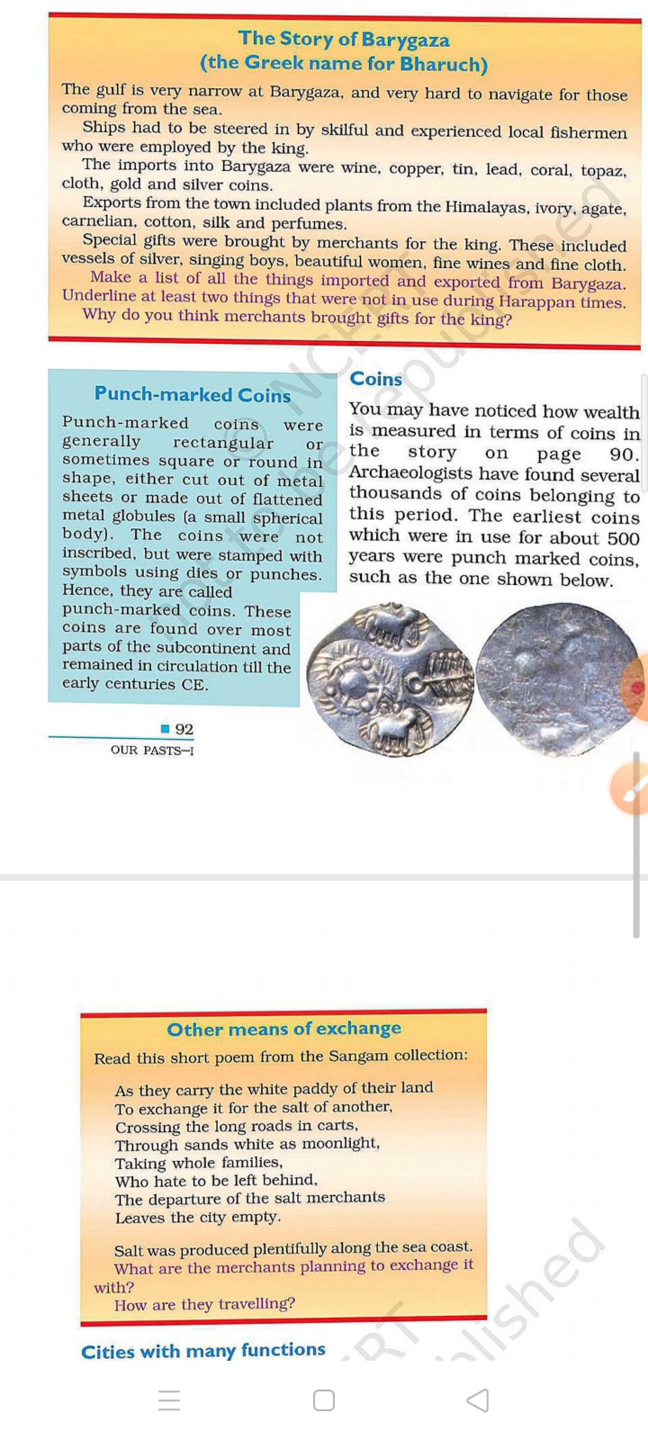 The Story of Barygaza
(the Greek name for Bharuch)
The gulf is very narrow at Barygaza, and very hard to navigate for those
coming from the sea.
Ships had to be steered in by skilful and experienced local fishermen
who were employed by the king.
The imports into Barygaza were wine, copper, tin, lead, coral, topaz,
cloth, gold and silver coins.
Exports from the town included plants from the Himalayas, ivory, agate,
carnelian, cotton, silk and perfumes.
Special gifts were brought by merchants for the king. These included
vessels of silver, singing boys, beautiful women, fine wines and fine cloth.
Make a list of all the things imported and exported from Barygaza.
Underline at least two things that were not in use during Harappan times.
Why do you think merchants brought gifts for the king?
Punch-marked Coins
Punch-marked coins were
generally rectangular or
sometimes square or round in
shape, either cut out of metal
sheets or made out of flattened
metal globules (a small spherical
body). The coins were not
inscribed, but were stamped with
symbols using dies or punches.
Hence, they are called
punch-marked coins. These
coins are found over most
parts of the subcontinent and
remained in circulation till the
early centuries CE.
Coins
You may have noticed how wealth
is measured in terms of coins in
the story on page 90.
Archaeologists have found several
thousands of coins belonging to
this period. The earliest coins
which were in use for about 500
years were punch marked coins,
such as the one shown below.
92
OUR PASTS–I
© NCERT
not to be republished
Other means of exchange
Read this short poem from the Sangam collection:
As they carry the white paddy of their land
To exchange it for the salt of another,
Crossing the long roads in carts,
Through sands white as moonlight,
Taking whole families,
Who hate to be left behind,
The departure of the salt merchants
Leaves the city empty.
Salt was produced plentifully along the sea coast.
What are the merchants planning to exchange it
with?
How are they travelling?
Cities with many functions